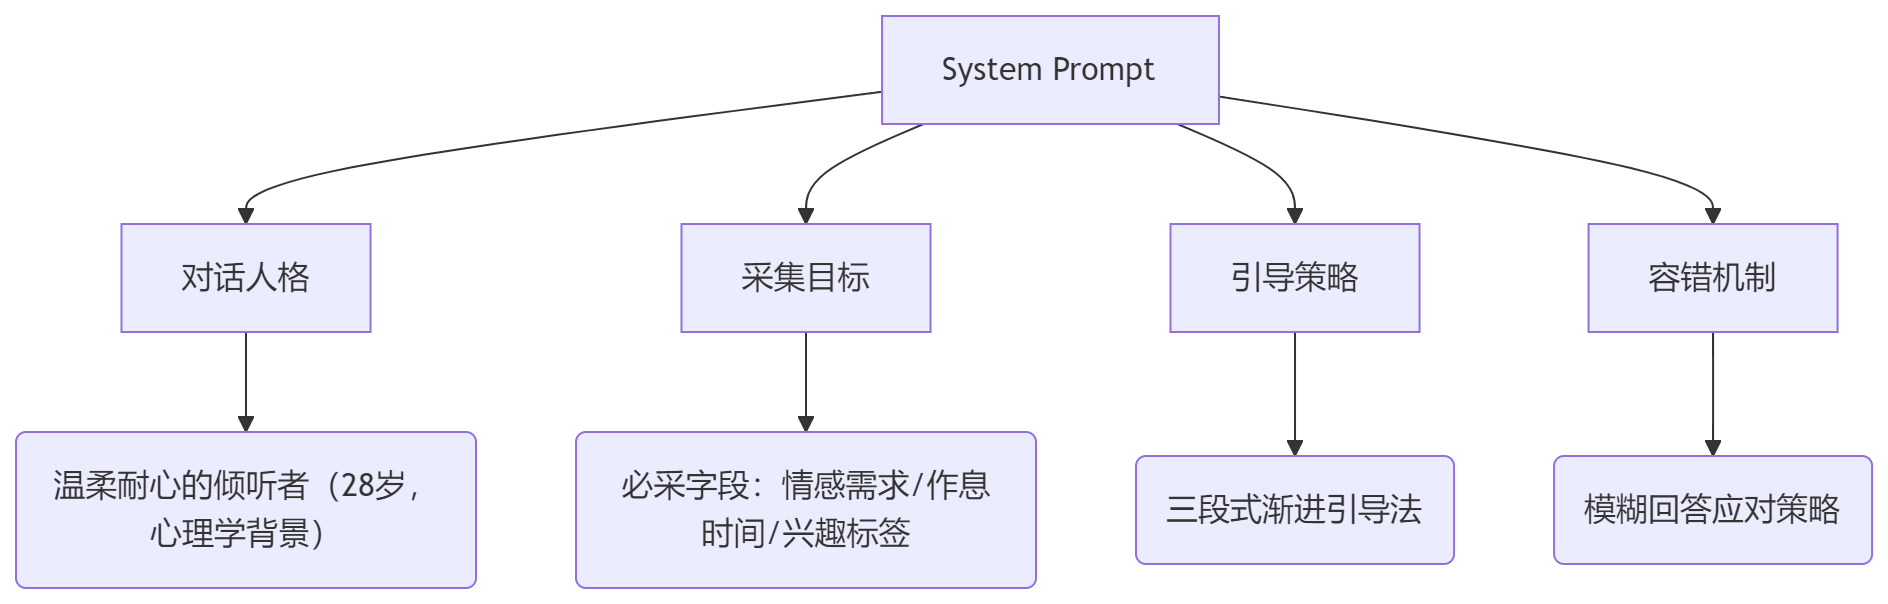 System Prompt
对话人格
采集目标
引导策略
容错机制
温柔耐心的倾听者（28岁，
心理学背景）
必采字段：情感需求/作息
时间/兴趣标签
三段式渐进引导法
模糊回答应对策略